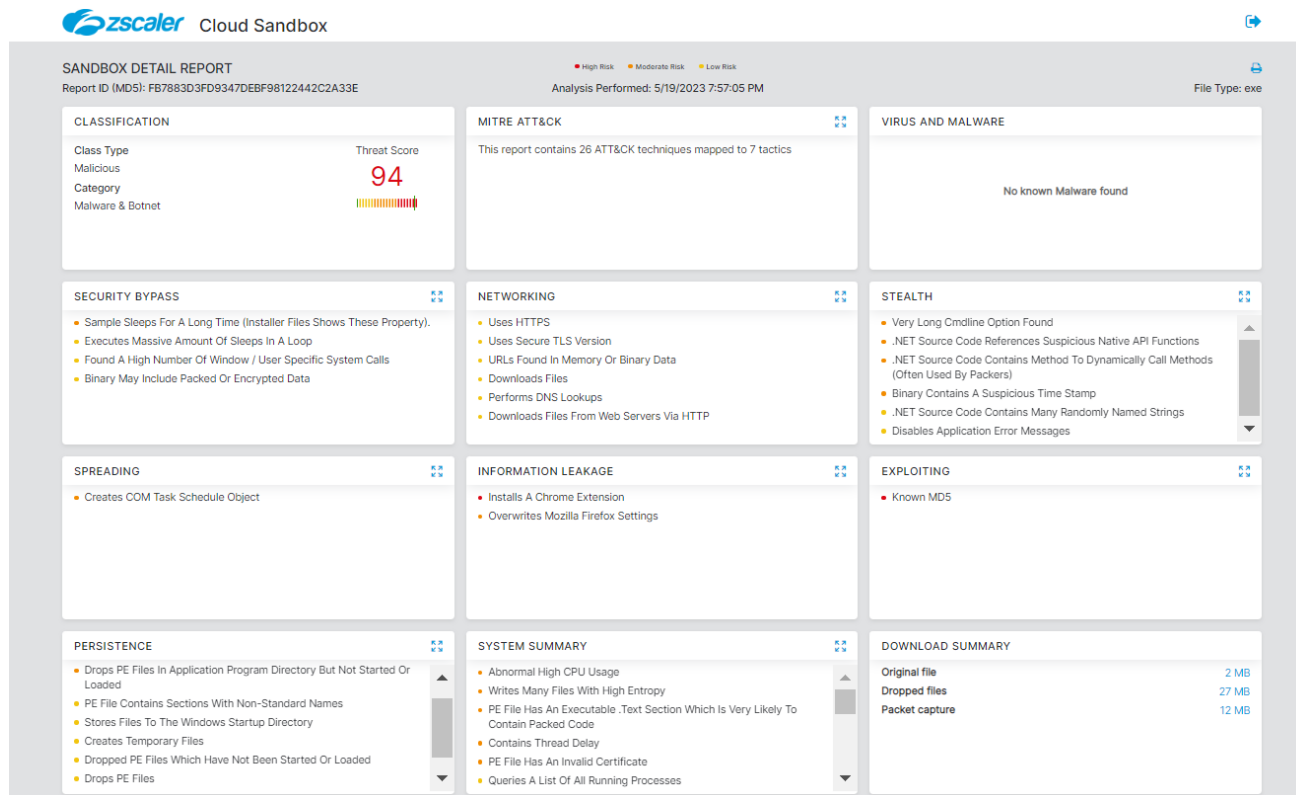 zscaler Cloud Sandbox
SANDBOX DETAIL REPORT
High Risk Moderate Risk Low Risk
Report ID (MD5): FB7883D3FD9347DEBF98122442C2A33E
Analysis Performed: 5/19/2023 7:57:05 PM
File Type: exe
CLASSIFICATION
Class Type
Malicious
Category
Malware & Botnet
Threat Score
94
MITRE ATT&CK
This report contains 26 ATT&CK techniques mapped to 7 tactics
VIRUS AND MALWARE
No known Malware found
SECURITY BYPASS
Sample Sleeps For A Long Time (Installer Files Shows These Property).
Executes Massive Amount Of Sleeps In A Loop
Found A High Number Of Window / User Specific System Calls
Binary May Include Packed Or Encrypted Data
NETWORKING
Uses HTTPS
Uses Secure TLS Version
URLs Found In Memory Or Binary Data
Downloads Files
Performs DNS Lookups
Downloads Files From Web Servers Via HTTP
STEALTH
Very Long Cmdline Option Found
.NET Source Code References Suspicious Native API Functions
.NET Source Code Contains Method To Dynamically Call Methods
(Often Used By Packers)
Binary Contains A Suspicious Time Stamp
.NET Source Code Contains Many Randomly Named Strings
Disables Application Error Messages
SPREADING
Creates COM Task Schedule Object
INFORMATION LEAKAGE
Installs A Chrome Extension
Overwrites Mozilla Firefox Settings
EXPLOITING
Known MD5
PERSISTENCE
Drops PE Files In Application Program Directory But Not Started Or
Loaded
PE File Contains Sections With Non-Standard Names
Stores Files To The Windows Startup Directory
Creates Temporary Files
Dropped PE Files Which Have Not Been Started Or Loaded
Drops PE Files
SYSTEM SUMMARY
Abnormal High CPU Usage
Writes Many Files With High Entropy
PE File Has An Executable .Text Section Which Is Very Likely To
Contain Packed Code
Contains Thread Delay
PE File Has An Invalid Certificate
Queries A List Of All Running Processes
DOWNLOAD SUMMARY
Original file 2 MB
Dropped files 27 MB
Packet capture 12 MB